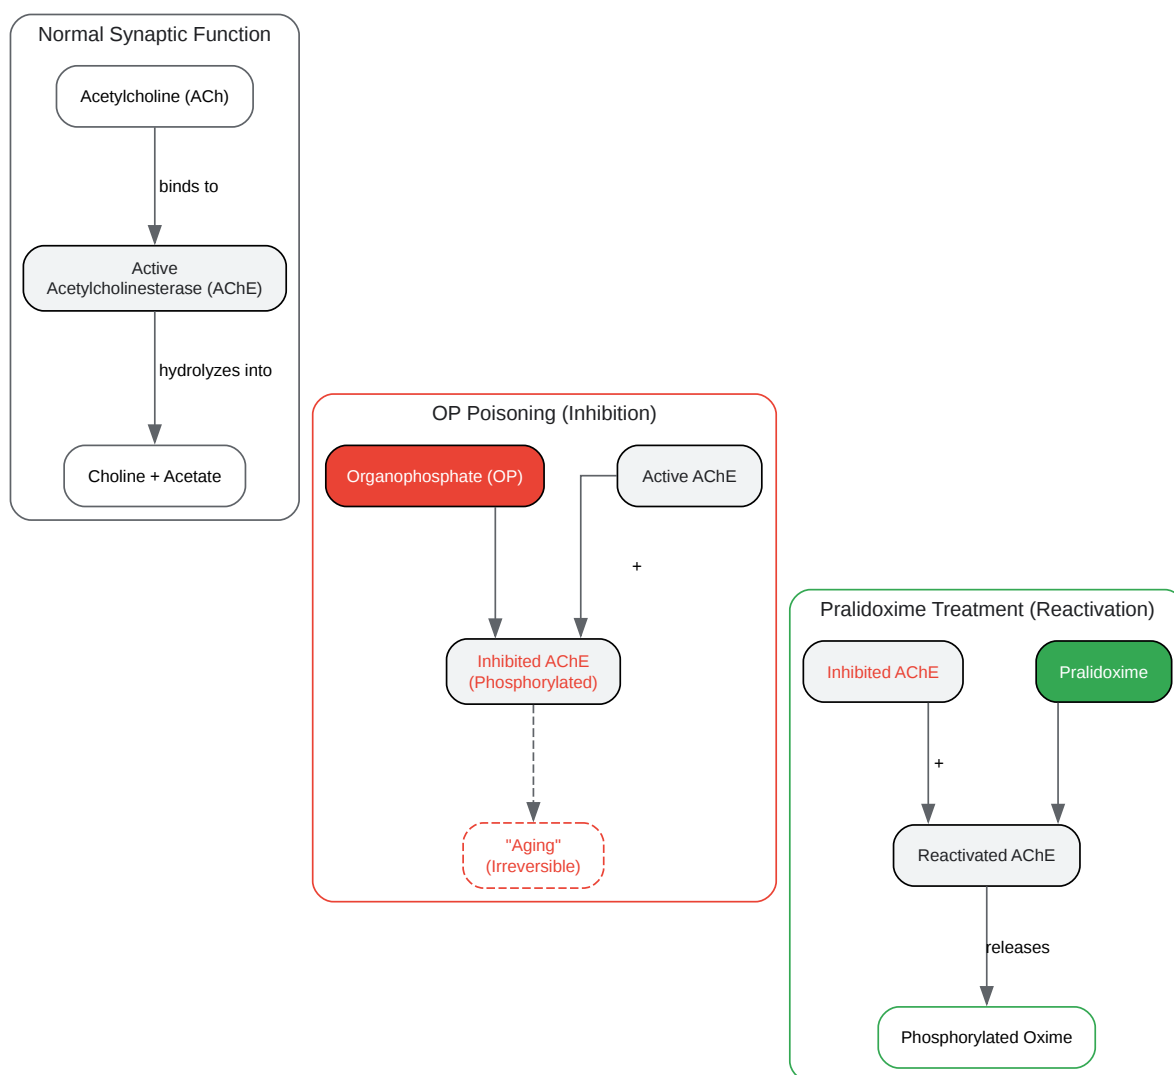 Normal Synaptic Function
Acetylcholine (ACh)
binds to
Active
Acetylcholinesterase (AChE)
hydrolyzes into
Choline + Acetate
OP Poisoning (Inhibition)
Organophosphate (OP)
Active AChE
+
Inhibited AChE
(Phosphorylated)
"Aging"
(Irreversible)
Pralidoxime Treatment (Reactivation)
Inhibited AChE
Pralidoxime
+
Reactivated AChE
releases
Phosphorylated Oxime